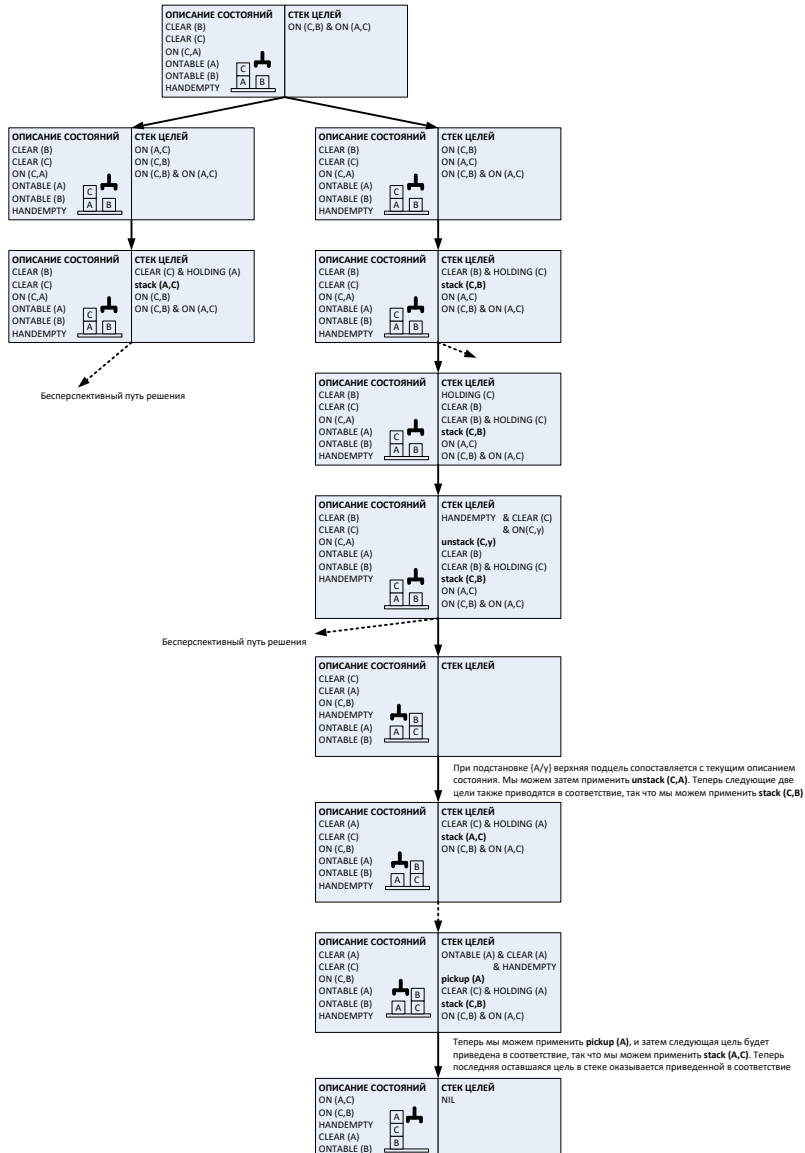 ОПИСАНИЕ СОСТОЯНИЙ
CLEAR (B)
CLEAR (C)
ON (C,A)
ONTABLE (A)
ONTABLE (B)
HANDEMPTY
C
A B
СТЕК ЦЕЛЕЙ
ON (C,B) & ON (A,C)
ОПИСАНИЕ СОСТОЯНИЙ
CLEAR (B)
CLEAR (C)
ON (C,A)
ONTABLE (A)
ONTABLE (B)
HANDEMPTY
C
A B
СТЕК ЦЕЛЕЙ
ON (A,C)
ON (C,B)
ON (C,B) & ON (A,C)
ОПИСАНИЕ СОСТОЯНИЙ
CLEAR (B)
CLEAR (C)
ON (C,A)
ONTABLE (A)
ONTABLE (B)
HANDEMPTY
C
A B
СТЕК ЦЕЛЕЙ
ON (C,B)
ON (A,C)
ON (C,B) & ON (A,C)
ОПИСАНИЕ СОСТОЯНИЙ
CLEAR (B)
CLEAR (C)
ON (C,A)
ONTABLE (A)
ONTABLE (B)
HANDEMPTY
C
A B
СТЕК ЦЕЛЕЙ
CLEAR (C) & HOLDING (A)
stack (A,C)
ON (C,B)
ON (C,B) & ON (A,C)
ОПИСАНИЕ СОСТОЯНИЙ
CLEAR (B)
CLEAR (C)
ON (C,A)
ONTABLE (A)
ONTABLE (B)
HANDEMPTY
C
A B
СТЕК ЦЕЛЕЙ
CLEAR (B) & HOLDING (C)
stack (C,B)
ON (A,C)
ON (C,B) & ON (A,C)
Бесперспективный путь решения
ОПИСАНИЕ СОСТОЯНИЙ
CLEAR (B)
CLEAR (C)
ON (C,A)
ONTABLE (A)
ONTABLE (B)
HANDEMPTY
C
A B
СТЕК ЦЕЛЕЙ
HOLDING (C)
CLEAR (B)
CLEAR (B) & HOLDING (C)
stack (C,B)
ON (A,C)
ON (C,B) & ON (A,C)
ОПИСАНИЕ СОСТОЯНИЙ
CLEAR (B)
CLEAR (C)
ON (C,A)
ONTABLE (A)
ONTABLE (B)
HANDEMPTY
C
A B
СТЕК ЦЕЛЕЙ
HANDEMPTY & CLEAR (C)
& ON(C,y)
unstack (C,y)
CLEAR (B)
CLEAR (B) & HOLDING (C)
stack (C,B)
ON (A,C)
ON (C,B) & ON (A,C)
Бесперспективный путь решения
ОПИСАНИЕ СОСТОЯНИЙ
CLEAR (C)
CLEAR (A)
ON (C,B)
HANDEMPTY
ONTABLE (A)
ONTABLE (B)
B
A C
СТЕК ЦЕЛЕЙ
При подстановке {A/y} верхняя подцель сопоставляется с текущим описанием
состояния. Мы можем затем применить unstack (C,A). Теперь следующие две
цели также приводятся в соответствие, так что мы можем применить stack (C,B)
ОПИСАНИЕ СОСТОЯНИЙ
CLEAR (A)
CLEAR (C)
ON (C,B)
ONTABLE (A)
ONTABLE (B)
HANDEMPTY
B
A C
СТЕК ЦЕЛЕЙ
CLEAR (C) & HOLDING (A)
stack (A,C)
ON (C,B) & ON (A,C)
ОПИСАНИЕ СОСТОЯНИЙ
CLEAR (A)
CLEAR (C)
ON (C,B)
ONTABLE (A)
ONTABLE (B)
HANDEMPTY
B
A C
СТЕК ЦЕЛЕЙ
ONTABLE (A) & CLEAR (A)
& HANDEMPTY
pickup (A)
CLEAR (C) & HOLDING (A)
stack (C,B)
ON (C,B) & ON (A,C)
Теперь мы можем применить pickup (A), и затем следующая цель будет
приведена в соответствие, так что мы можем применить stack (A,C). Теперь
последняя оставшаяся цель в стеке оказывается приведенной в соответствие
ОПИСАНИЕ СОСТОЯНИЙ
ON (A,C)
ON (C,B)
HANDEMPTY
CLEAR (A)
ONTABLE (B)
A
C
B
СТЕК ЦЕЛЕЙ
NIL